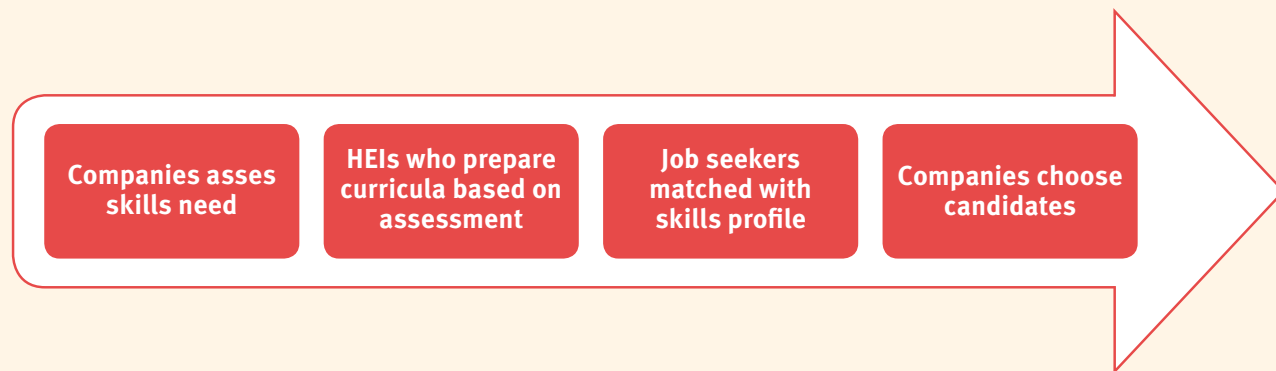 Companies asses
skills need
HEIs who prepare
curricula based on
assessment
Job seekers
matched with
skills profile
Companies choose
candidates